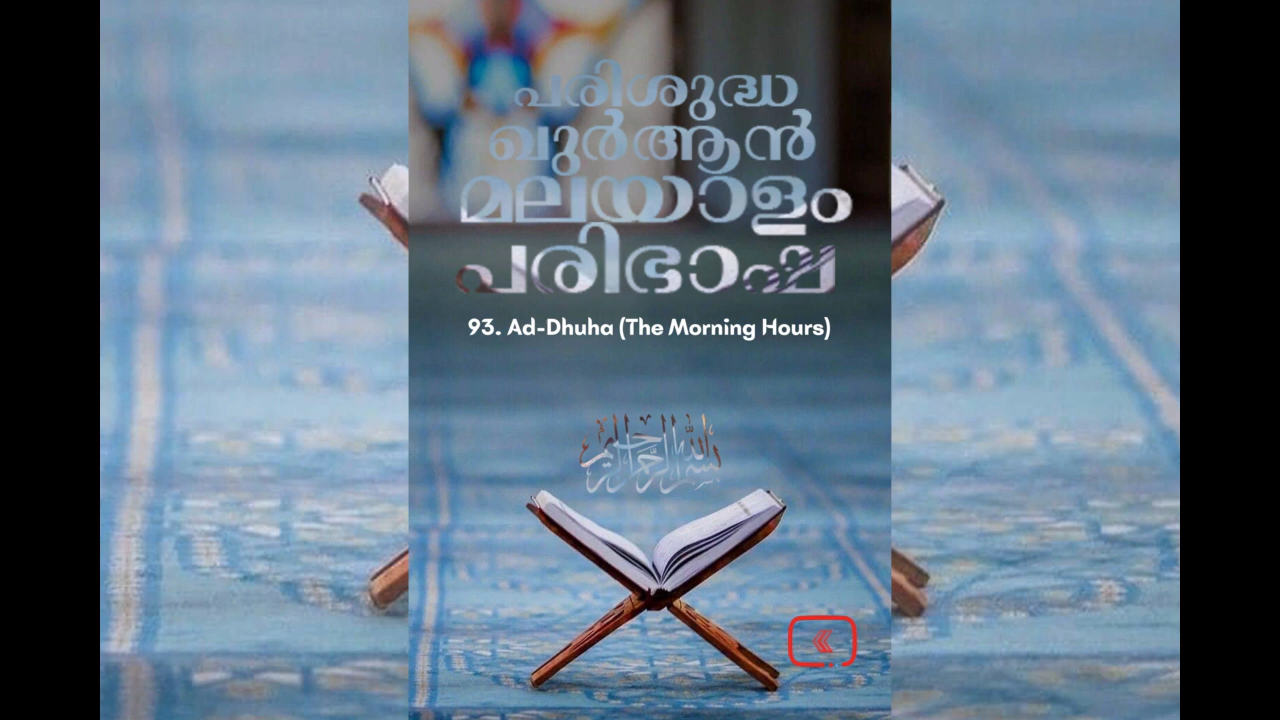 പരിശുദ്ധ
ഖുർആൻ
മലയാളം
പരിഭാഷ
93. Ad-Dhuha (The Morning Hours)
بسم الله الرحمن الرحيم